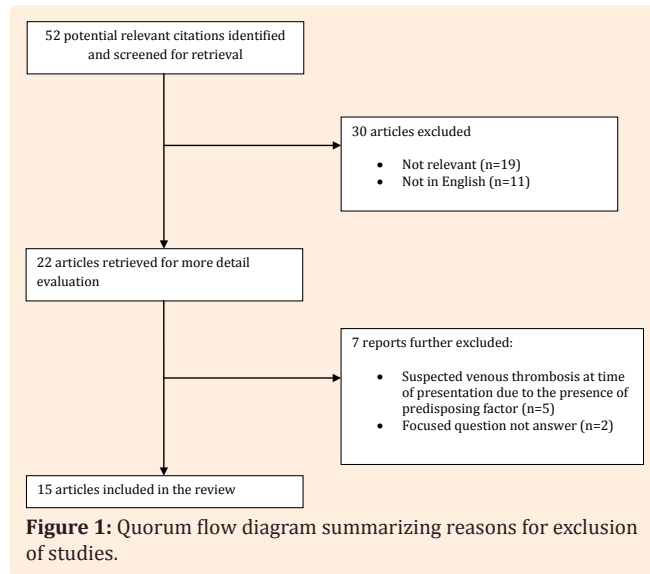 52 potential relevant citations identified
and screened for retrieval
30 articles excluded
• Not relevant (n=19)
• Not in English (n=11)
22 articles retrieved for more detail
evaluation
7 reports further excluded:
• Suspected venous thrombosis at time
of presentation due to the presence of
predisposing factor (n=5)
• Focused question not answer (n=2)
15 articles included in the review
Figure 1: Quorum flow diagram summarizing reasons for exclusion
of studies.